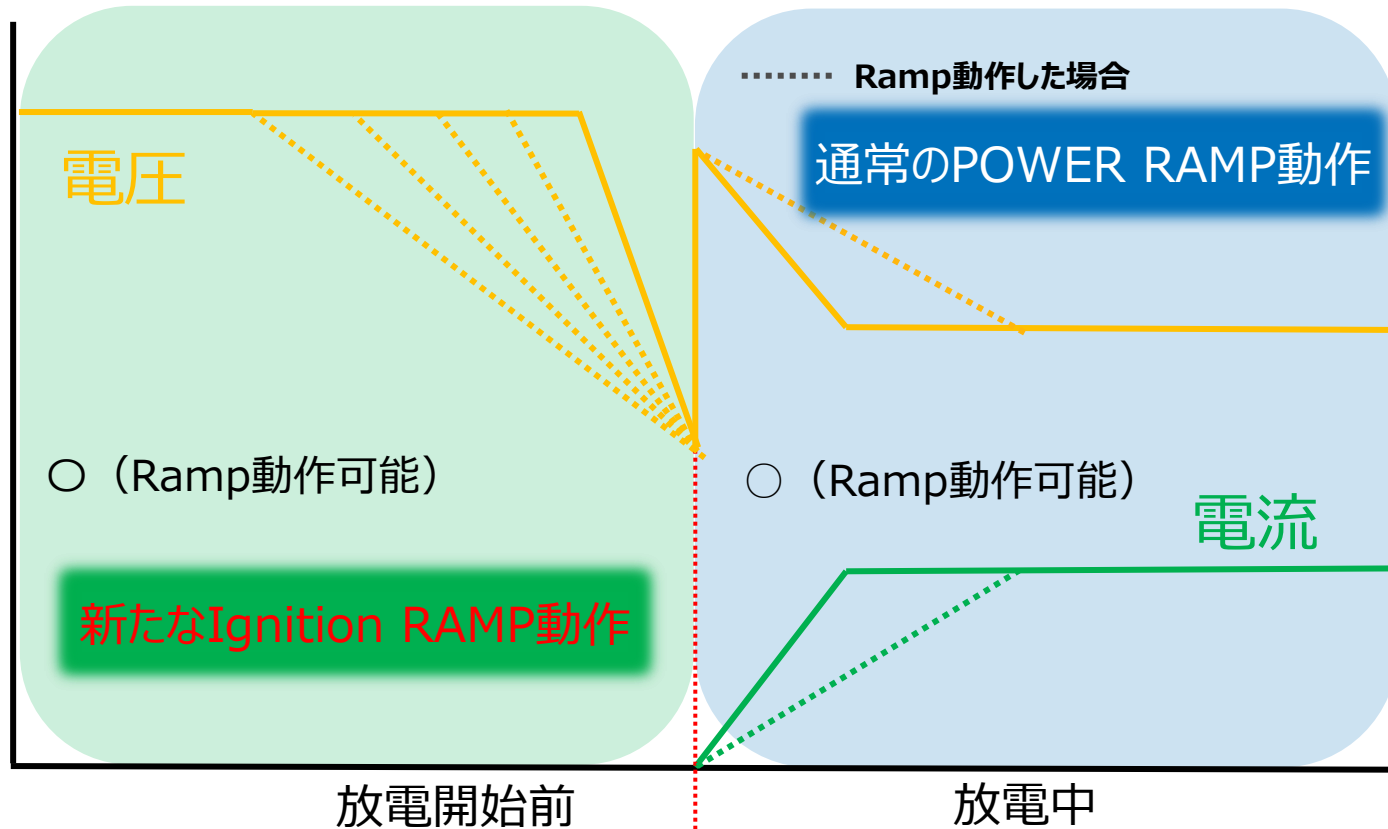 Ramp動作した場合
電圧
通常のPOWER RAMP動作
○（Ramp動作可能）
○（Ramp動作可能）
電流
新たなIgnition RAMP動作
放電開始前
放電中